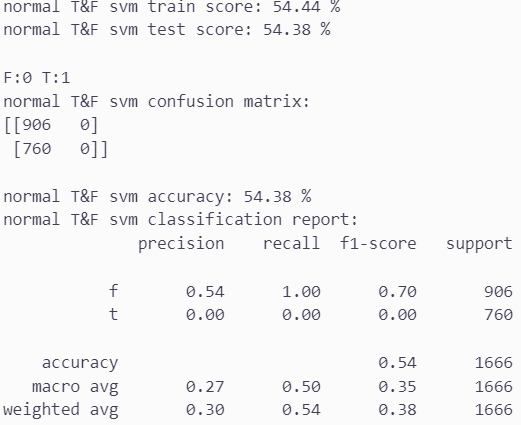 normal T&F svm train score: 54.44 %
normal T&F svm test score: 54.38 %
F:0 T:1
normal T&F svm confusion matrix:
[[906   0]
 [760   0]]
normal T&F svm accuracy: 54.38 %
normal T&F svm classification report:
              precision    recall  f1-score   support
           f       0.54      1.00      0.70       906
           t       0.00      0.00      0.00       760
    accuracy                           0.54      1666
   macro avg       0.27      0.50      0.35      1666
weighted avg       0.30      0.54      0.38      1666